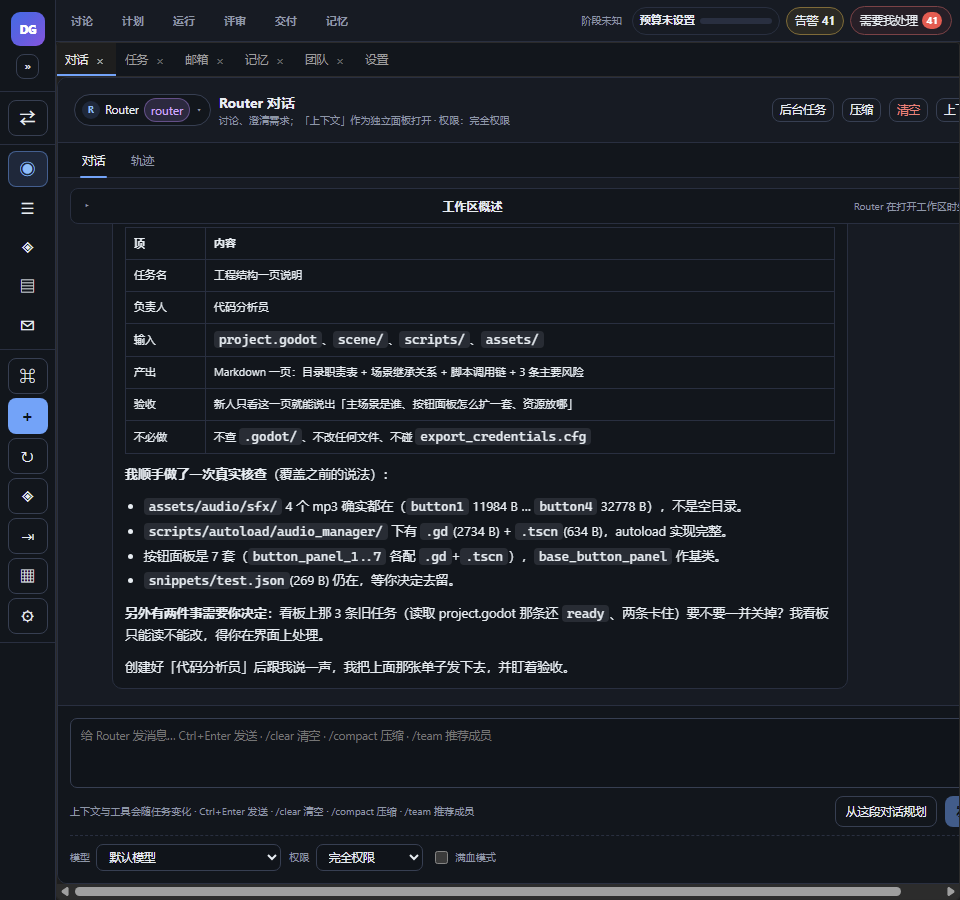 DG
讨论 计划 运行 评审 交付 记忆 阶段未知 预算未设置 告警 41 需要我处理 41
»
对话 × 任务 × 邮箱 × 记忆 × 团队 × 设置
R Router router Router 对话
讨论、澄清需求；「上下文」作为独立面板打开 · 权限：完全权限
后台任务 压缩 清空
对话 轨迹
工作区概述 Router 在打开工作区时
项 内容
任务名 工程结构一页说明
负责人 代码分析员
输入 project.godot、scene/、scripts/、assets/
产出 Markdown 一页：目录职责表 + 场景继承关系 + 脚本调用链 + 3 条主要风险
验收 新人只看这一页就能说出「主场景是谁、按钮面板怎么扩一套、资源放哪」
不必做 不查 .godot/、不改任何文件、不碰 export_credentials.cfg
我顺手做了一次真实核查（覆盖之前的说法）：
• assets/audio/sfx/ 4 个 mp3 确实都在（button1 11984 B … button4 32778 B），不是空目录。
• scripts/autoload/audio_manager/ 下有 .gd (2734 B) + .tscn (634 B)，autoload 实现完整。
• 按钮面板是 7 套（button_panel_1..7 各配 .gd+.tscn），base_button_panel 作基类。
• snippets/test.json (269 B) 仍在，等你决定去留。
另外有两件事需要你决定：看板上那 3 条旧任务（读取 project.godot 那条还 ready、两条卡住）要不要一并关掉？我看板
只能读不能改，得你在界面上处理。
创建好「代码分析员」后跟我说一声，我把上面那张单子发下去，并盯着验收。
给 Router 发消息... Ctrl+Enter 发送 · /clear 清空 · /compact 压缩 · /team 推荐成员
上下文与工具会随任务变化 · Ctrl+Enter 发送 · /clear 清空 · /compact 压缩 · /team 推荐成员
从这段对话规划
模型 默认模型 权限 完全权限 满血模式